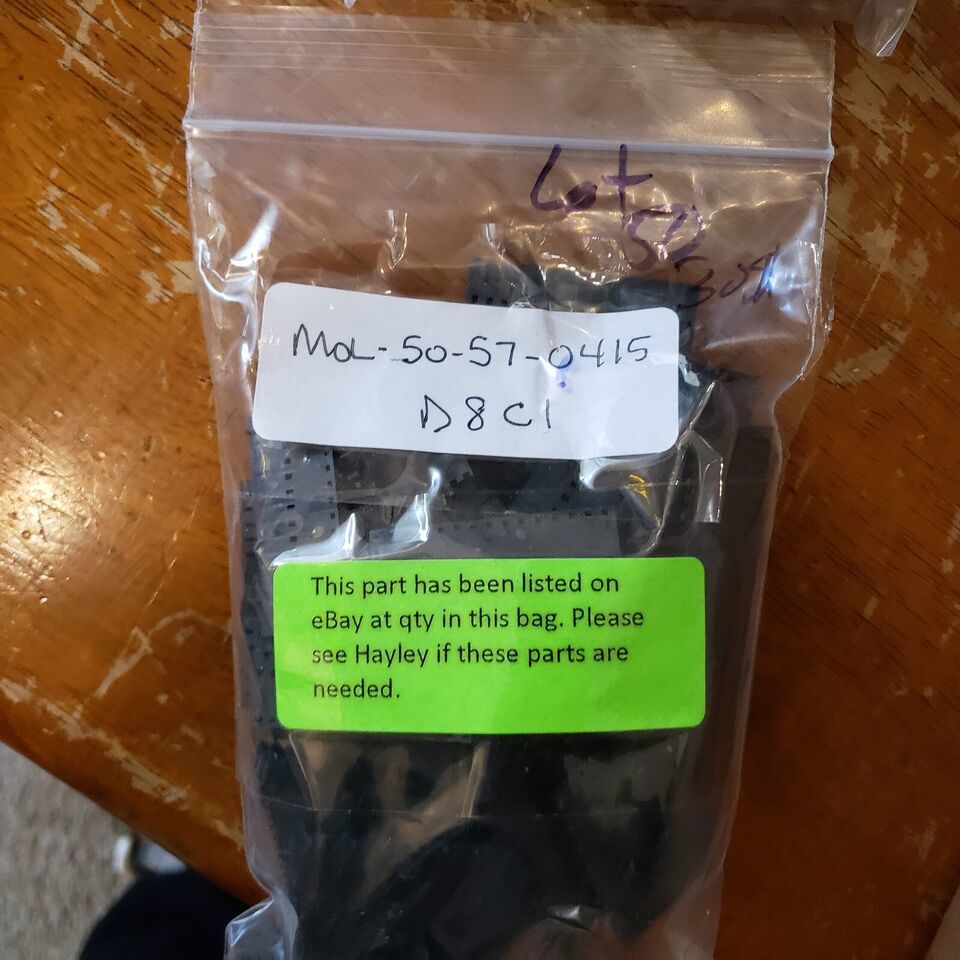 Lot
MOL-50-57-0415
D8C1
This part has been listed on
eBay at qty in this bag. Please
see Hayley if these parts are
needed.